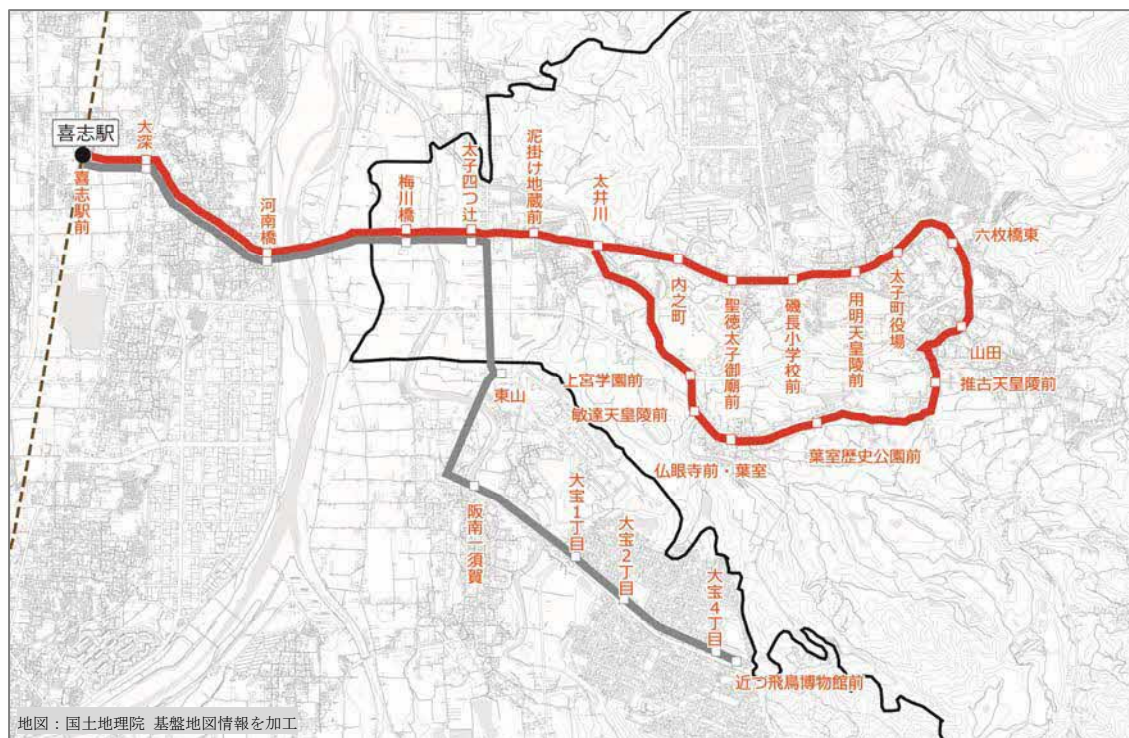 喜志駅
喜志駅前
大深
河南橋
梅川橋
太子四つ辻
泥掛け地蔵前
太井川
内之町
聖徳太子御廟前
磯長小学校前
用明天皇陵前
太子町役場
六枚橋東
山田
推古天皇陵前
葉室歴史公園前
仏眼寺前・葉室
敏達天皇陵前
上宮学園前
東山
阪南一須賀
大宝1丁目
大宝2丁目
大宝4丁目
近つ飛鳥博物館前
地図：国土地理院 基盤地図情報を加工